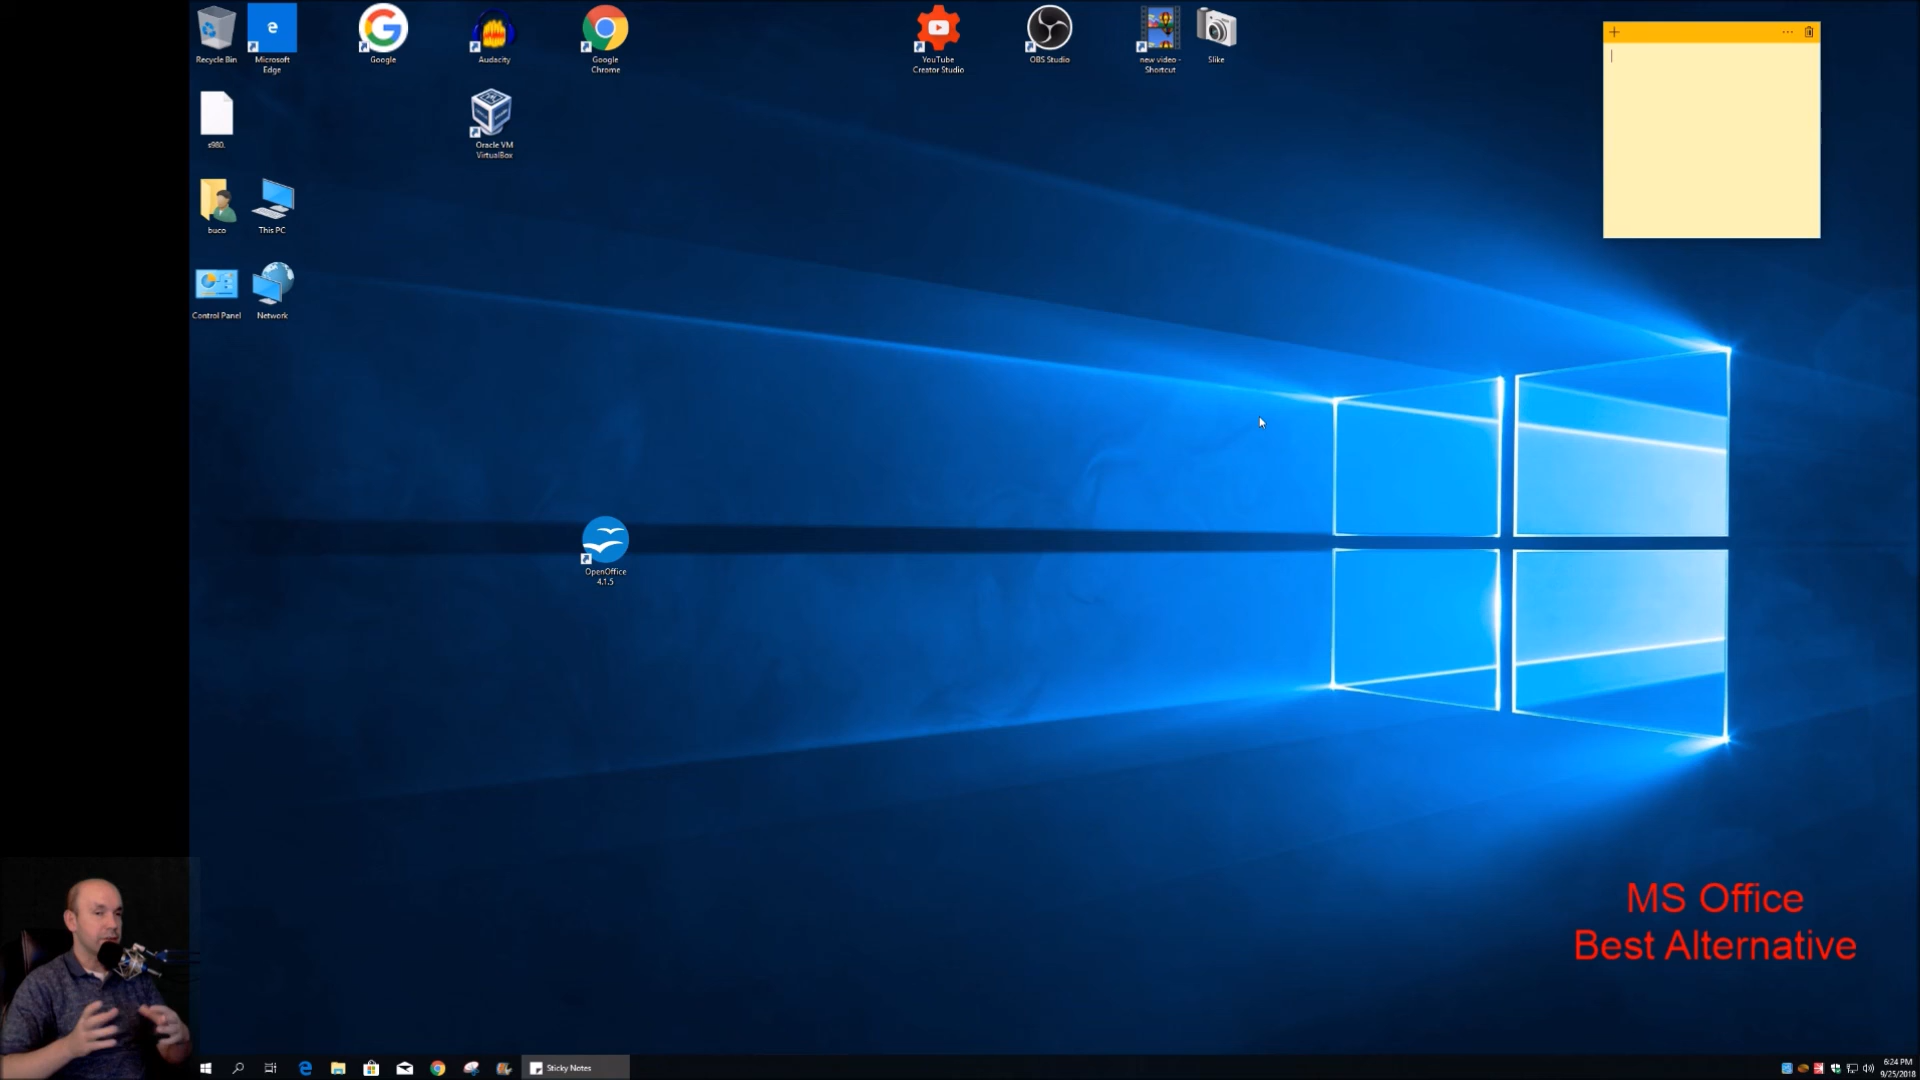 Recycle Bin
Microsoft
Edge
Google
Audacity
Google
Chrome
YouTube
Creator Studio
OBS Studio
new video -
Shortcut
Slike
s980.
Oracle VM
VirtualBox
buco
This PC
Control Panel
Network
OpenOffice
4.1.5
MS Office
Best Alternative
Sticky Notes
6:24 PM
9/25/2018